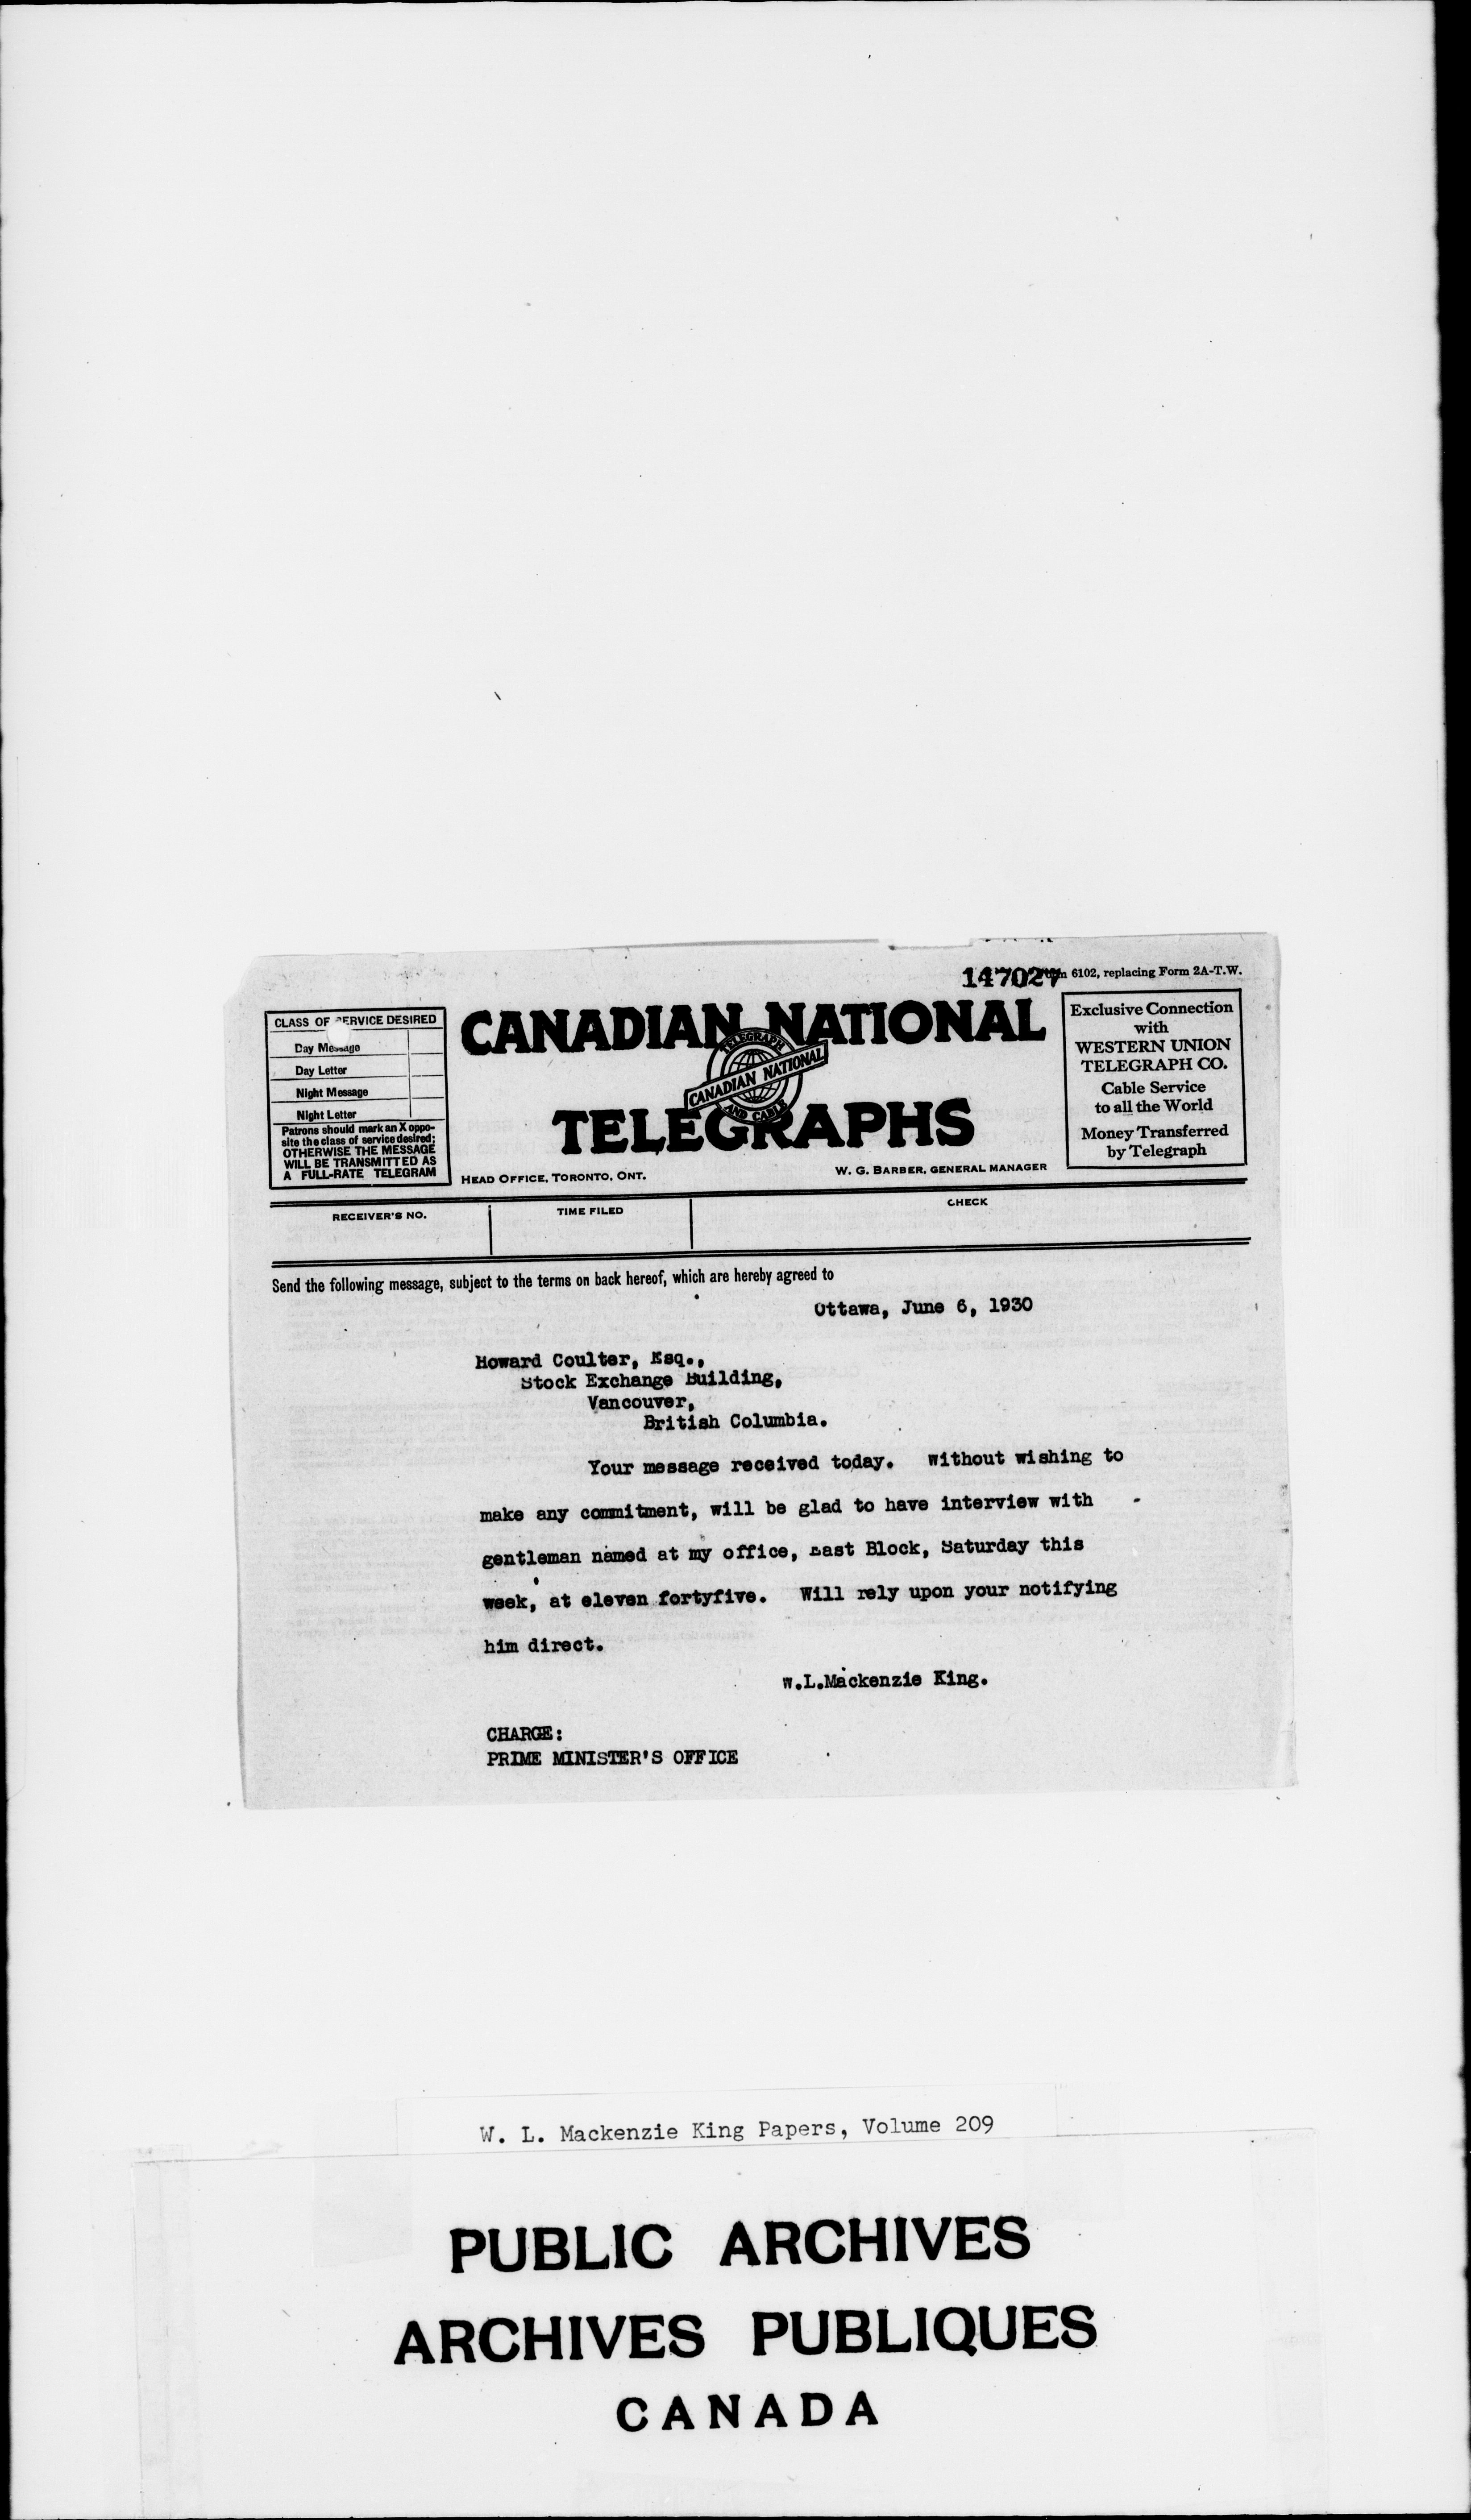 147027
Form 6102, replacing Form 2A-T.W.
CLASS OF SERVICE DESIRED
Day Message
Day Letter
Night Message
Night Letter
Patrons should mark an X oppo-
site the class of service desired;
OTHERWISE THE MESSAGE
WILL BE TRANSMITTED AS
A FULL-RATE TELEGRAM
CANADIAN NATIONAL
TELEGRAPH
CANADIAN NATIONAL
AND CABLE
TELEGRAPHS
HEAD OFFICE, TORONTO, ONT.
W. G. BARBER, GENERAL MANAGER
Exclusive Connection
with
WESTERN UNION
TELEGRAPH CO.
Cable Service
to all the World
Money Transferred
by Telegraph
RECEIVER'S NO.
TIME FILED
CHECK
Send the following message, subject to the terms on back hereof, which are hereby agreed to
Ottawa, June 6, 1930
Howard Coulter, Esq.,
Stock Exchange Building,
Vancouver,
British Columbia.
Your message received today. Without wishing to
make any commitment, will be glad to have interview with
gentleman named at my office, East Block, Saturday this
week, at eleven fortyfive. Will rely upon your notifying
him direct.
W.L.Mackenzie King.
CHARGE:
PRIME MINISTER'S OFFICE
W. L. Mackenzie King Papers, Volume 209
PUBLIC ARCHIVES
ARCHIVES PUBLIQUES
CANADA